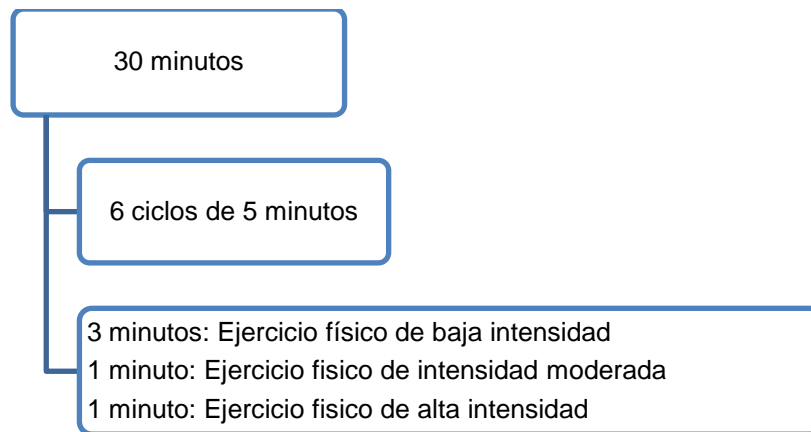 30 minutos
6 ciclos de 5 minutos
3 minutos: Ejercicio físico de baja intensidad
1 minuto: Ejercicio fisico de intensidad moderada
1 minuto: Ejercicio fisico de alta intensidad